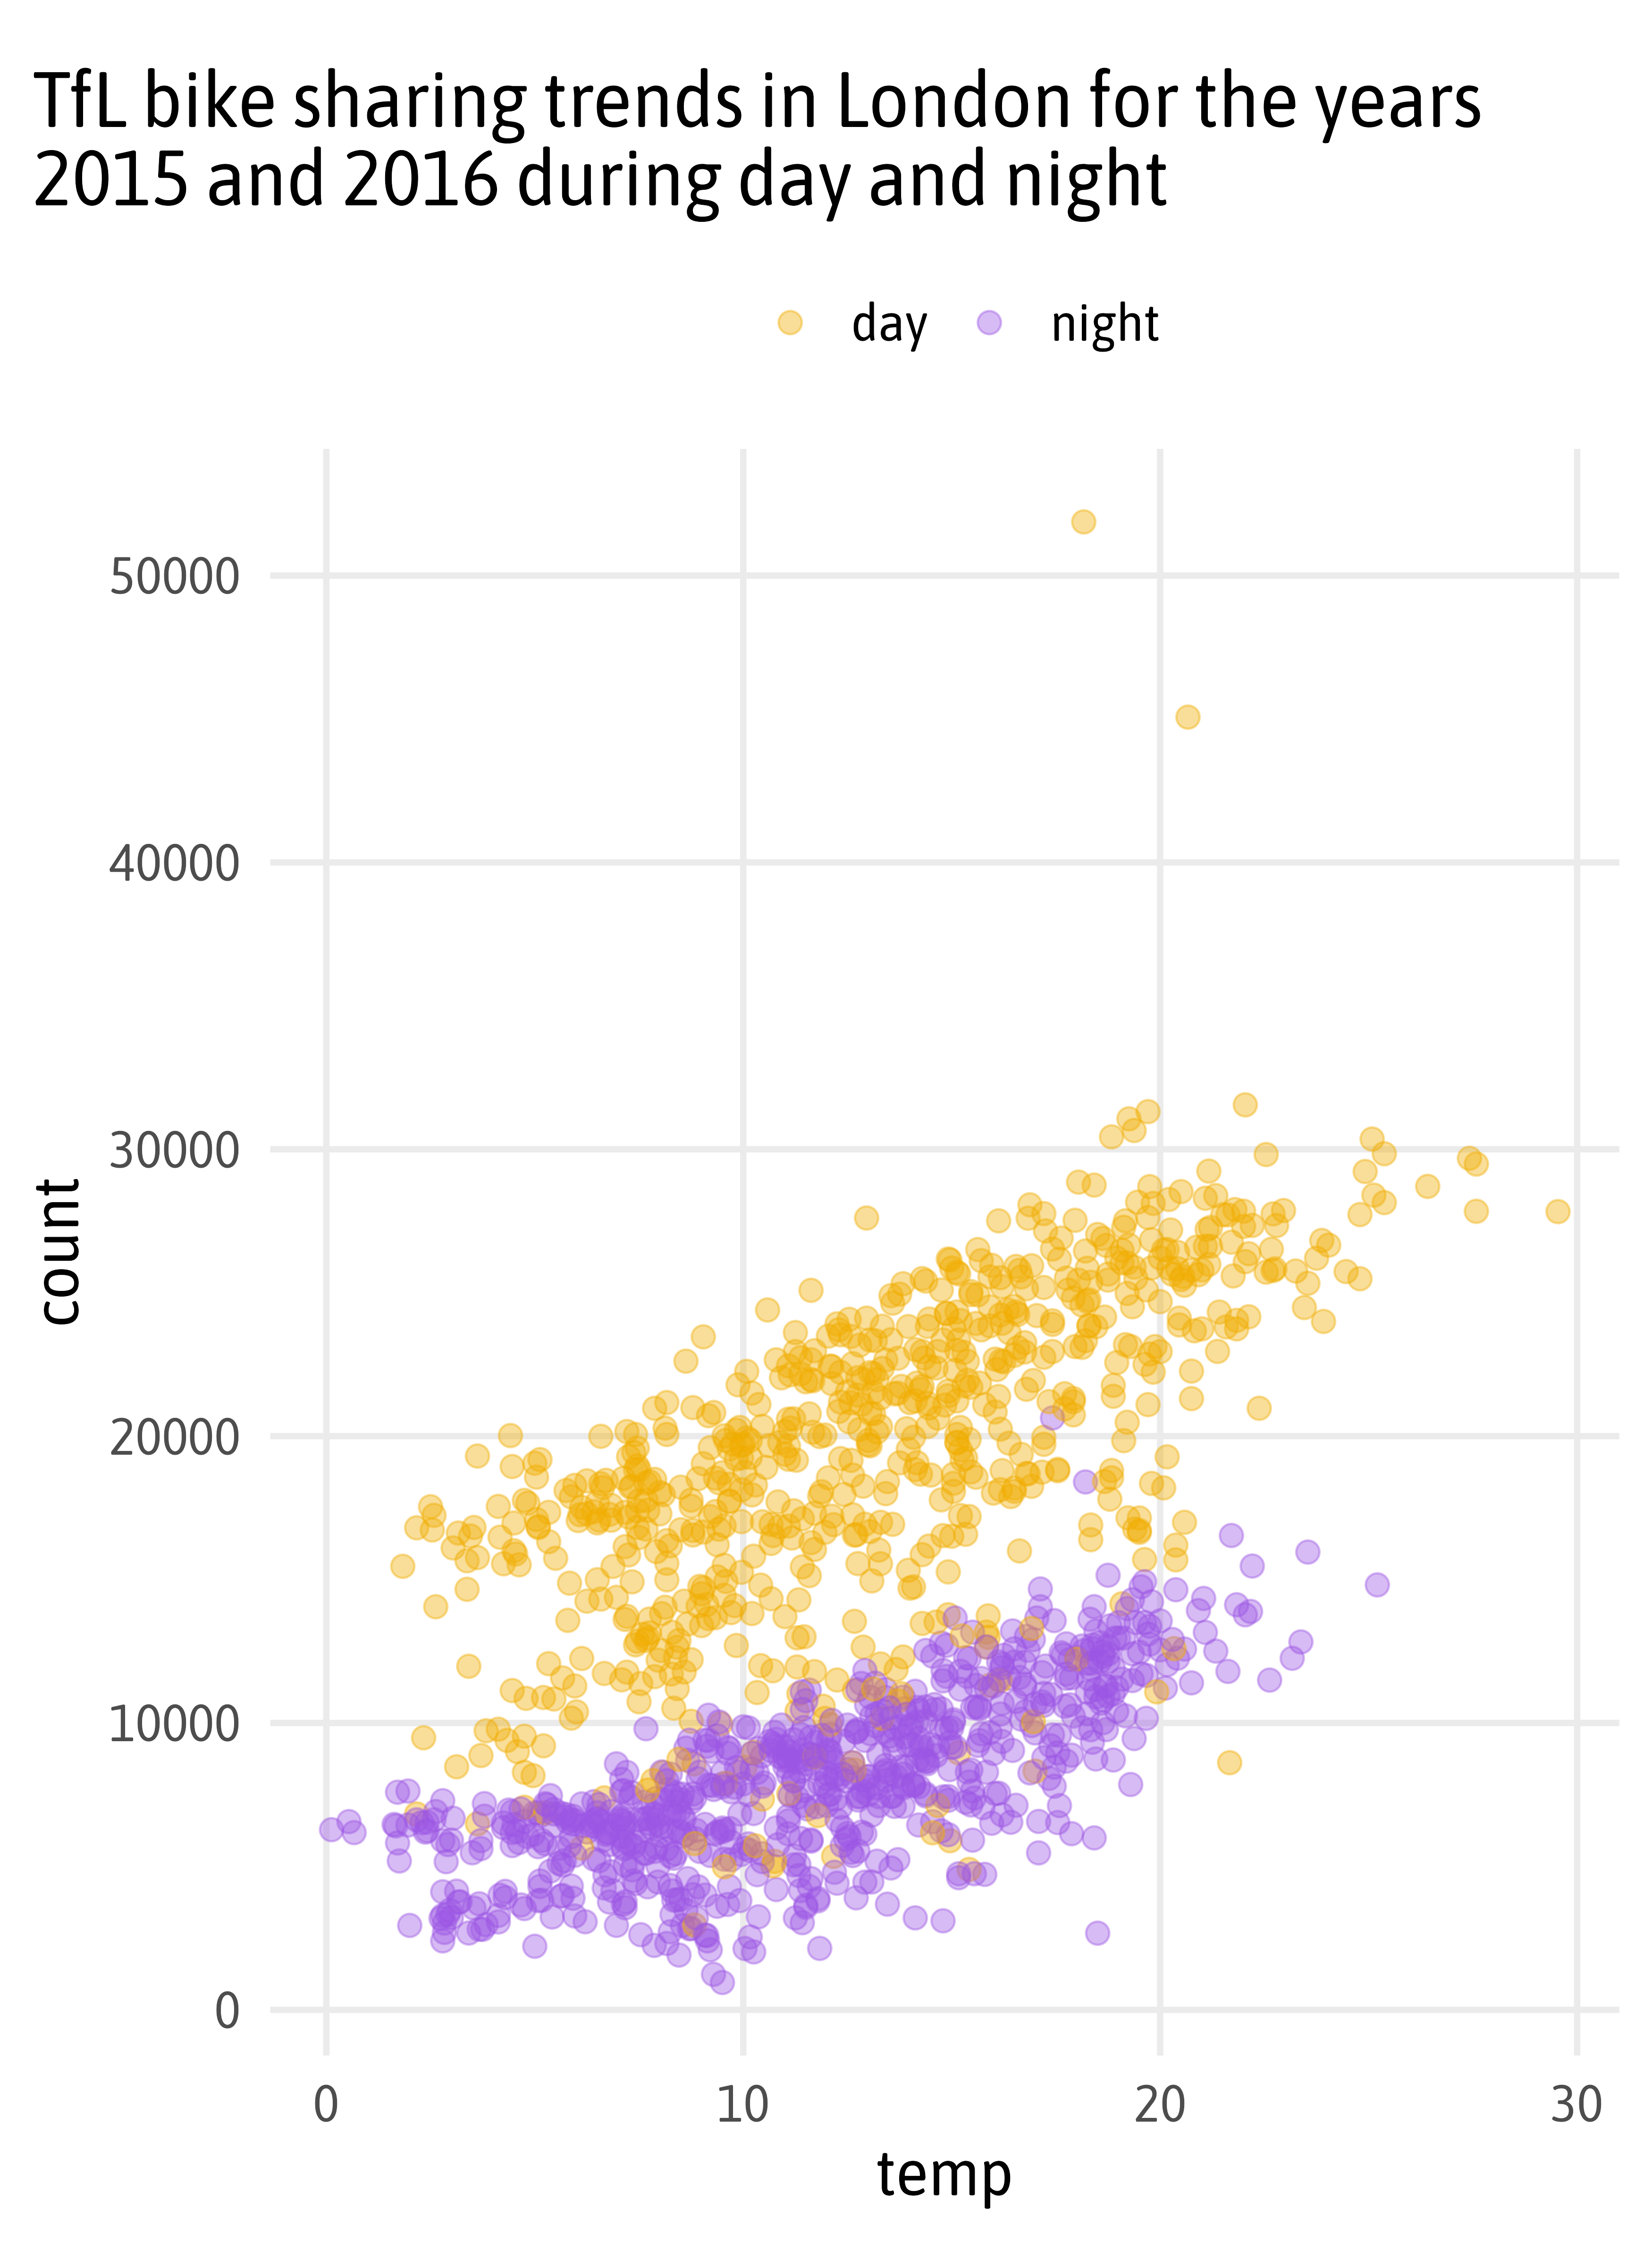 TfL bike sharing trends in London for the years
2015 and 2016 during day and night
day night
50000
40000
30000
20000
10000
0
count
0 10 20 30
temp